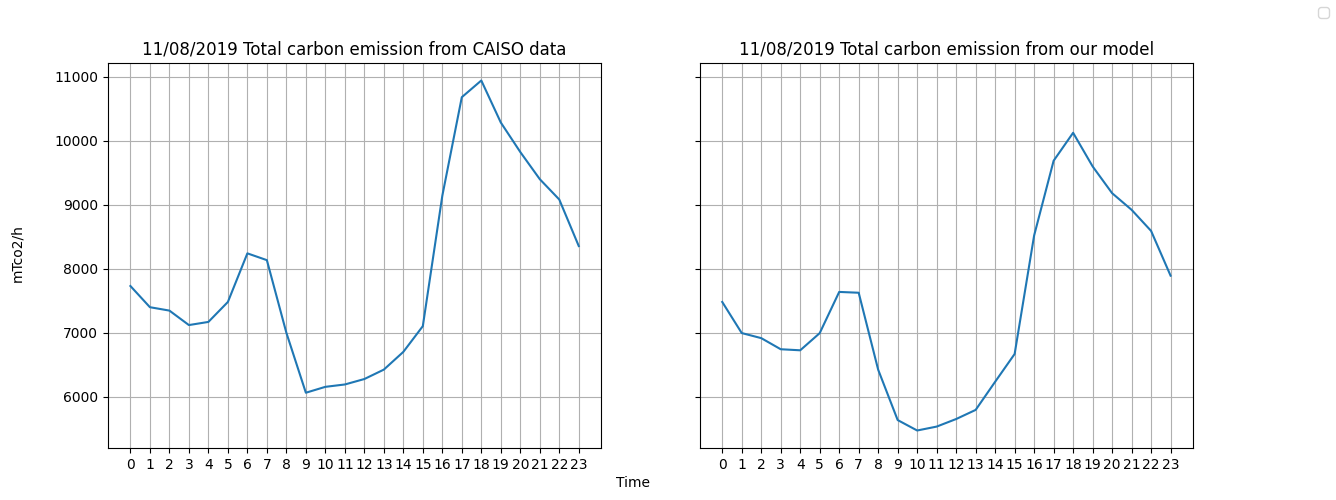 11/08/2019 Total carbon emission from CAISO data
11000
10000
9000
8000
7000
6000
mTco2/h
0 1 2 3 4 5 6 7 8 9 10 11 12 13 14 15 16 17 18 19 20 21 22 23
11/08/2019 Total carbon emission from our model
0 1 2 3 4 5 6 7 8 9 10 11 12 13 14 15 16 17 18 19 20 21 22 23
Time